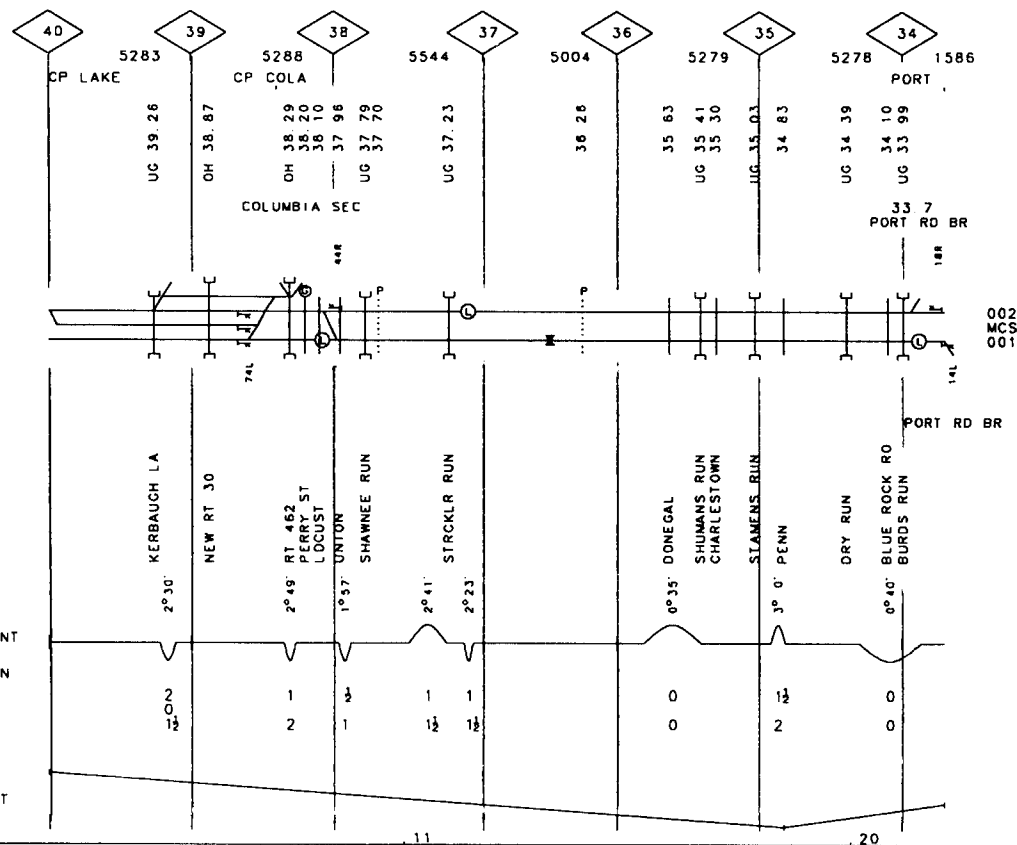 40 39 38 37 36 35 34
5283 5288 5544 5004 5279 5278 1586
CP LAKE CP COLA PORT
UG 39.26
OH 38.87
OH 38.29
38.20
38 10
37 96
UG 37 79
37 70
UG 37.23
36 28
35 63
UG 35 41
35 30
UG 35 03
34 83
UG 34 39
34 10
UG 33 99
COLUMBIA SEC
33 7
PORT RD BR
44R
18R
P P
G
L
L
L
002
MCS
001
74L
14L
PORT RD BR
KERBAUGH LA
NEW RT 30
RT 462
PERRY ST
LOCUST
UNION
SHAWNEE RUN
STRCKLR RUN
DONEGAL
SHUMANS RUN
CHARLESTOWN
STAMENS RUN
PENN
DRY RUN
BLUE ROCK RD
BURDS RUN
2° 30'
2° 49'
1° 57'
2° 41'
2° 23'
0° 35'
3° 0'
0° 40'
NT
N
2 1 ½ 1 1 0 1½ 0
0
1½ 2 1 1½ 1½ 0 2 0
T
.11 .20